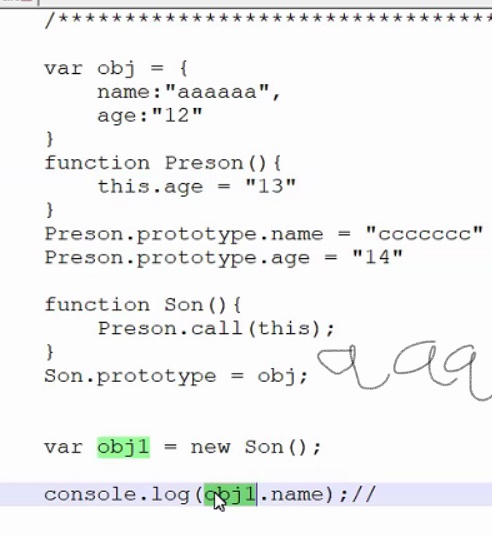 /*********************************
var obj = {
name:"aaaaaa",
age:"12"
}
function Preson(){
this.age = "13"
}
Preson.prototype.name = "ccccccc"
Preson.prototype.age = "14"
function Son(){
Preson.call(this);
}
Son.prototype = obj;
aaa
var obj1 = new Son();
console.log(obj1.name);//